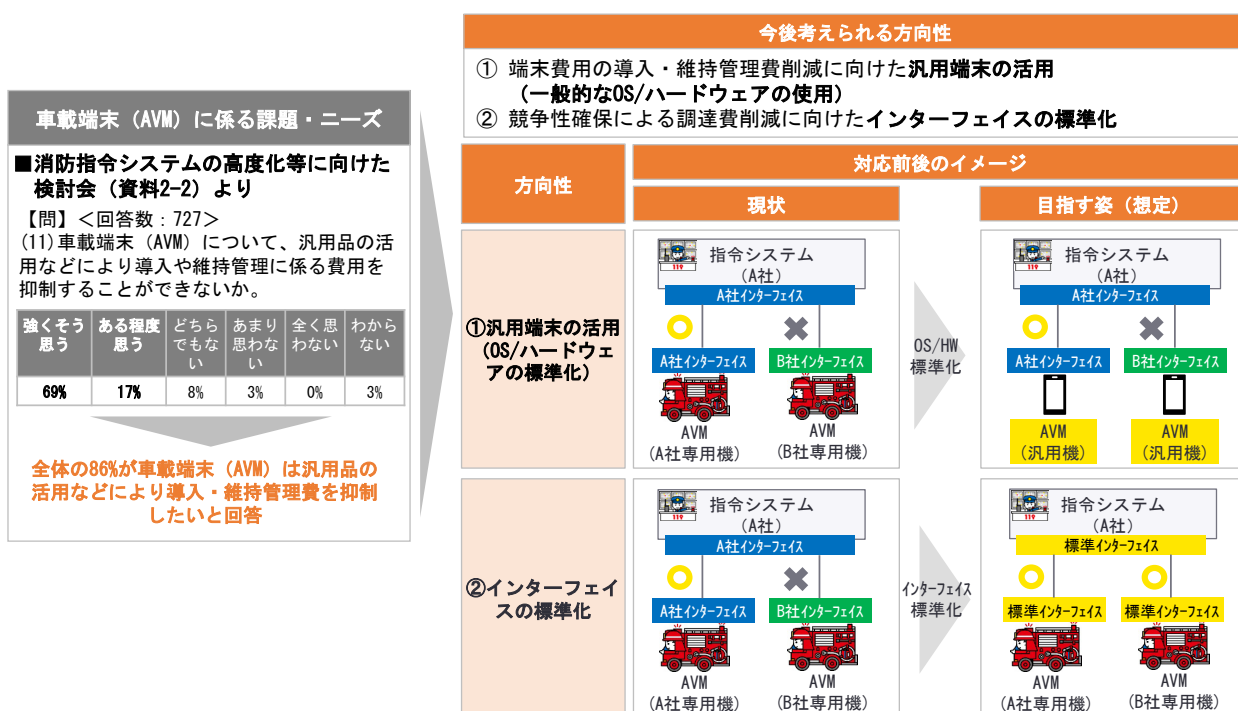 車載端末（AVM）に係る課題・ニーズ
■消防指令システムの高度化等に向けた
検討会（資料2-2）より
【問】＜回答数：727＞
(11)車載端末（AVM）について、汎用品の活
用などにより導入や維持管理に係る費用を
抑制することができないか。
強くそう
思う
ある程度
思う
どちら
でもな
い
あまり
思わな
い
全く思
わない
わから
ない
69%
17%
8%
3%
0%
3%
全体の86%が車載端末（AVM）は汎用品の
活用などにより導入・維持管理費を抑制
したいと回答
今後考えられる方向性
① 端末費用の導入・維持管理費削減に向けた汎用端末の活用
（一般的なOS/ハードウェアの使用）
② 競争性確保による調達費削減に向けたインターフェイスの標準化
方向性
対応前後のイメージ
現状
目指す姿（想定）
①汎用端末の活用
（OS/ハードウェ
アの標準化）
119
指令システム
（A社）
A社インターフェイス
A社インターフェイス
B社インターフェイス
AVM
（A社専用機）
AVM
（B社専用機）
OS/HW
標準化
119
指令システム
（A社）
A社インターフェイス
A社インターフェイス
B社インターフェイス
AVM
（汎用機）
AVM
（汎用機）
②インターフェイ
スの標準化
119
指令システム
（A社）
A社インターフェイス
A社インターフェイス
B社インターフェイス
AVM
（A社専用機）
AVM
（B社専用機）
インターフェイス
標準化
119
指令システム
（A社）
標準インターフェイス
標準インターフェイス
標準インターフェイス
AVM
（A社専用機）
AVM
（B社専用機）